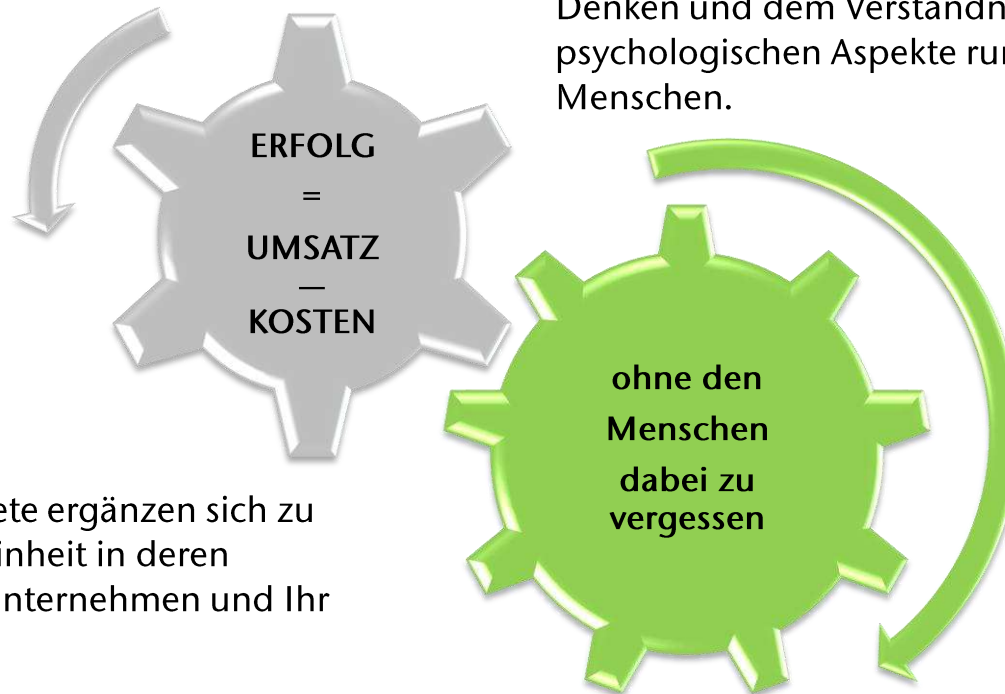 Denken und dem Verständn
psychologischen Aspekte ru
Menschen.
ERFOLG
=
UMSATZ
—
KOSTEN
ohne den
Menschen
dabei zu
vergessen
ete ergänzen sich zu
inheit in deren
nternehmen und Ihr